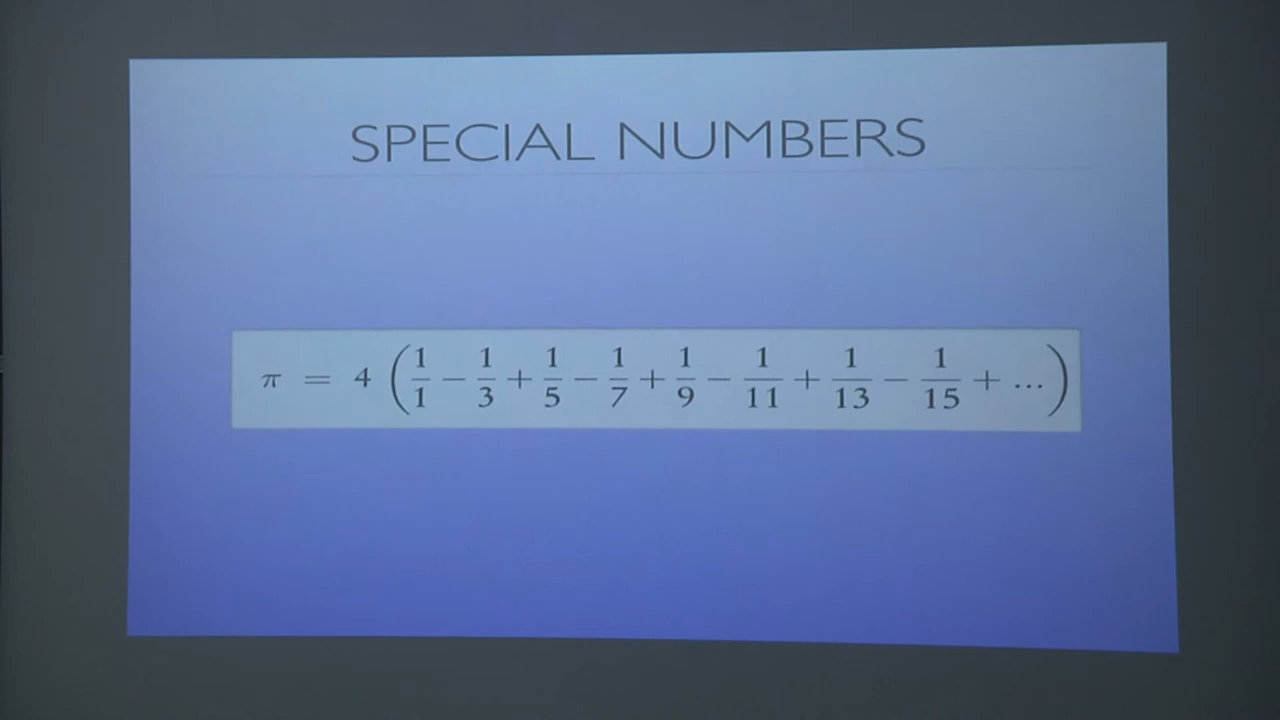 SPECIAL NUMBERS
π = 4 (1/1 − 1/3 + 1/5 − 1/7 + 1/9 − 1/11 + 1/13 − 1/15 + ...)